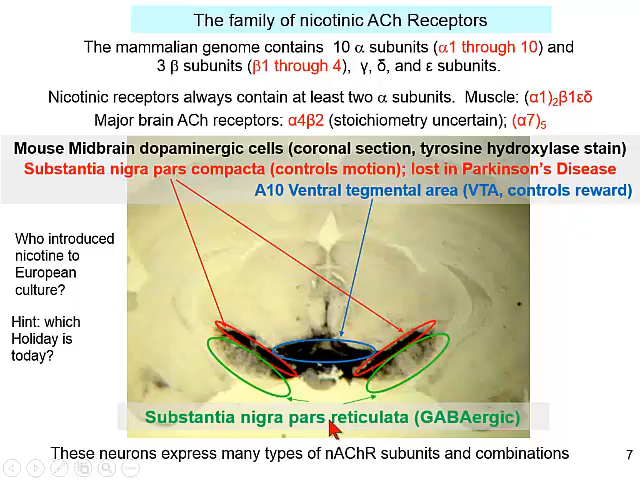 The family of nicotinic ACh Receptors
The mammalian genome contains 10 α subunits (α1 through 10) and
3 β subunits (β1 through 4), γ, δ, and ε subunits.
Nicotinic receptors always contain at least two α subunits. Muscle: (α1)₂β1εδ
Major brain ACh receptors: α4β2 (stoichiometry uncertain); (α7)₅
Mouse Midbrain dopaminergic cells (coronal section, tyrosine hydroxylase stain)
Substantia nigra pars compacta (controls motion); lost in Parkinson's Disease
A10 Ventral tegmental area (VTA, controls reward)
Who introduced
nicotine to
European
culture?
Hint: which
Holiday is
today?
Substantia nigra pars reticulata (GABAergic)
These neurons express many types of nAChR subunits and combinations
7